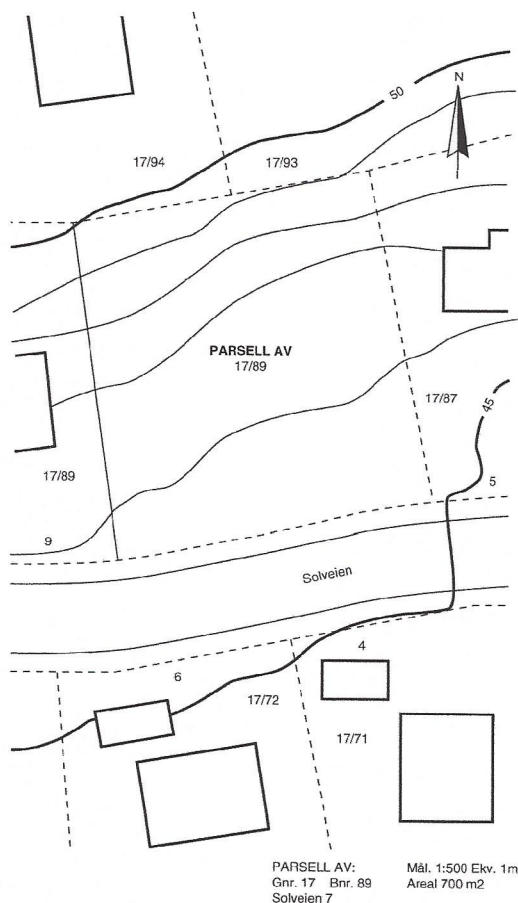 50
N
17/94
17/93
PARSELL AV
17/89
17/87
45
17/89
5
9
Solveien
4
6
17/72
17/71
PARSELL AV:
Gnr. 17 Bnr. 89
Solveien 7
Mål. 1:500 Ekv. 1m
Areal 700 m2